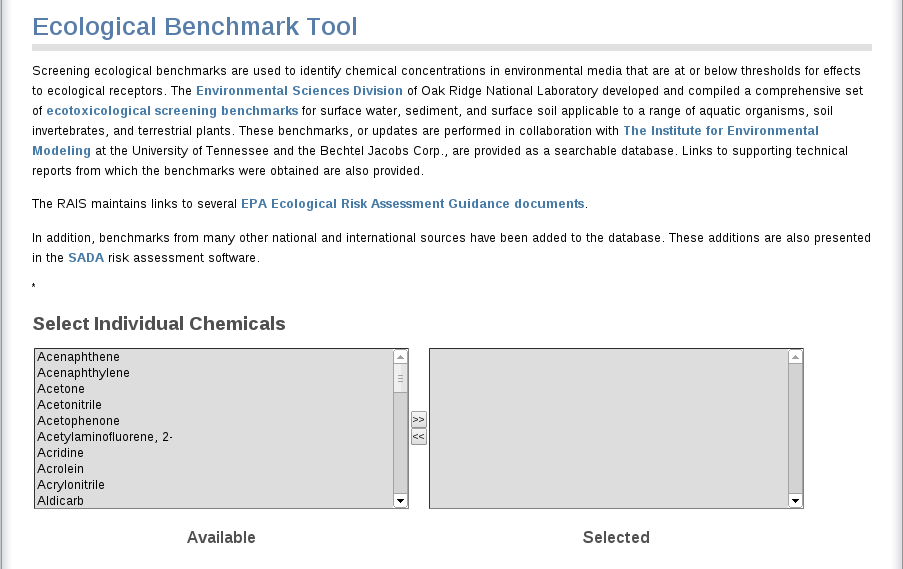 Ecological Benchmark Tool
Screening ecological benchmarks are used to identify chemical concentrations in environmental media that are at or below thresholds for effects
to ecological receptors. The Environmental Sciences Division of Oak Ridge National Laboratory developed and compiled a comprehensive set
of ecotoxicological screening benchmarks for surface water, sediment, and surface soil applicable to a range of aquatic organisms, soil
invertebrates, and terrestrial plants. These benchmarks, or updates are performed in collaboration with The Institute for Environmental
Modeling at the University of Tennessee and the Bechtel Jacobs Corp., are provided as a searchable database. Links to supporting technical
reports from which the benchmarks were obtained are also provided.
The RAIS maintains links to several EPA Ecological Risk Assessment Guidance documents.
In addition, benchmarks from many other national and international sources have been added to the database. These additions are also presented
in the SADA risk assessment software.
*
Select Individual Chemicals
Acenaphthene
Acenaphthylene
Acetone
Acetonitrile
Acetophenone
Acetylaminofluorene, 2-
Acridine
Acrolein
Acrylonitrile
Aldicarb
>>
<<
Available
Selected